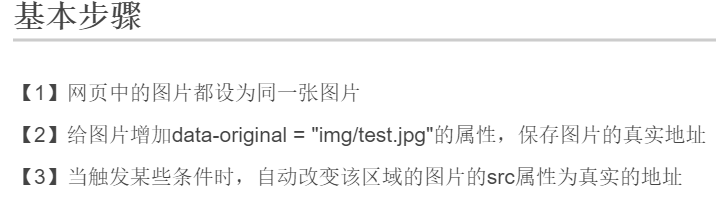 基本步骤
【1】网页中的图片都设为同一张图片
【2】给图片增加data-original = "img/test.jpg"的属性，保存图片的真实地址
【3】当触发某些条件时，自动改变该区域的图片的src属性为真实的地址